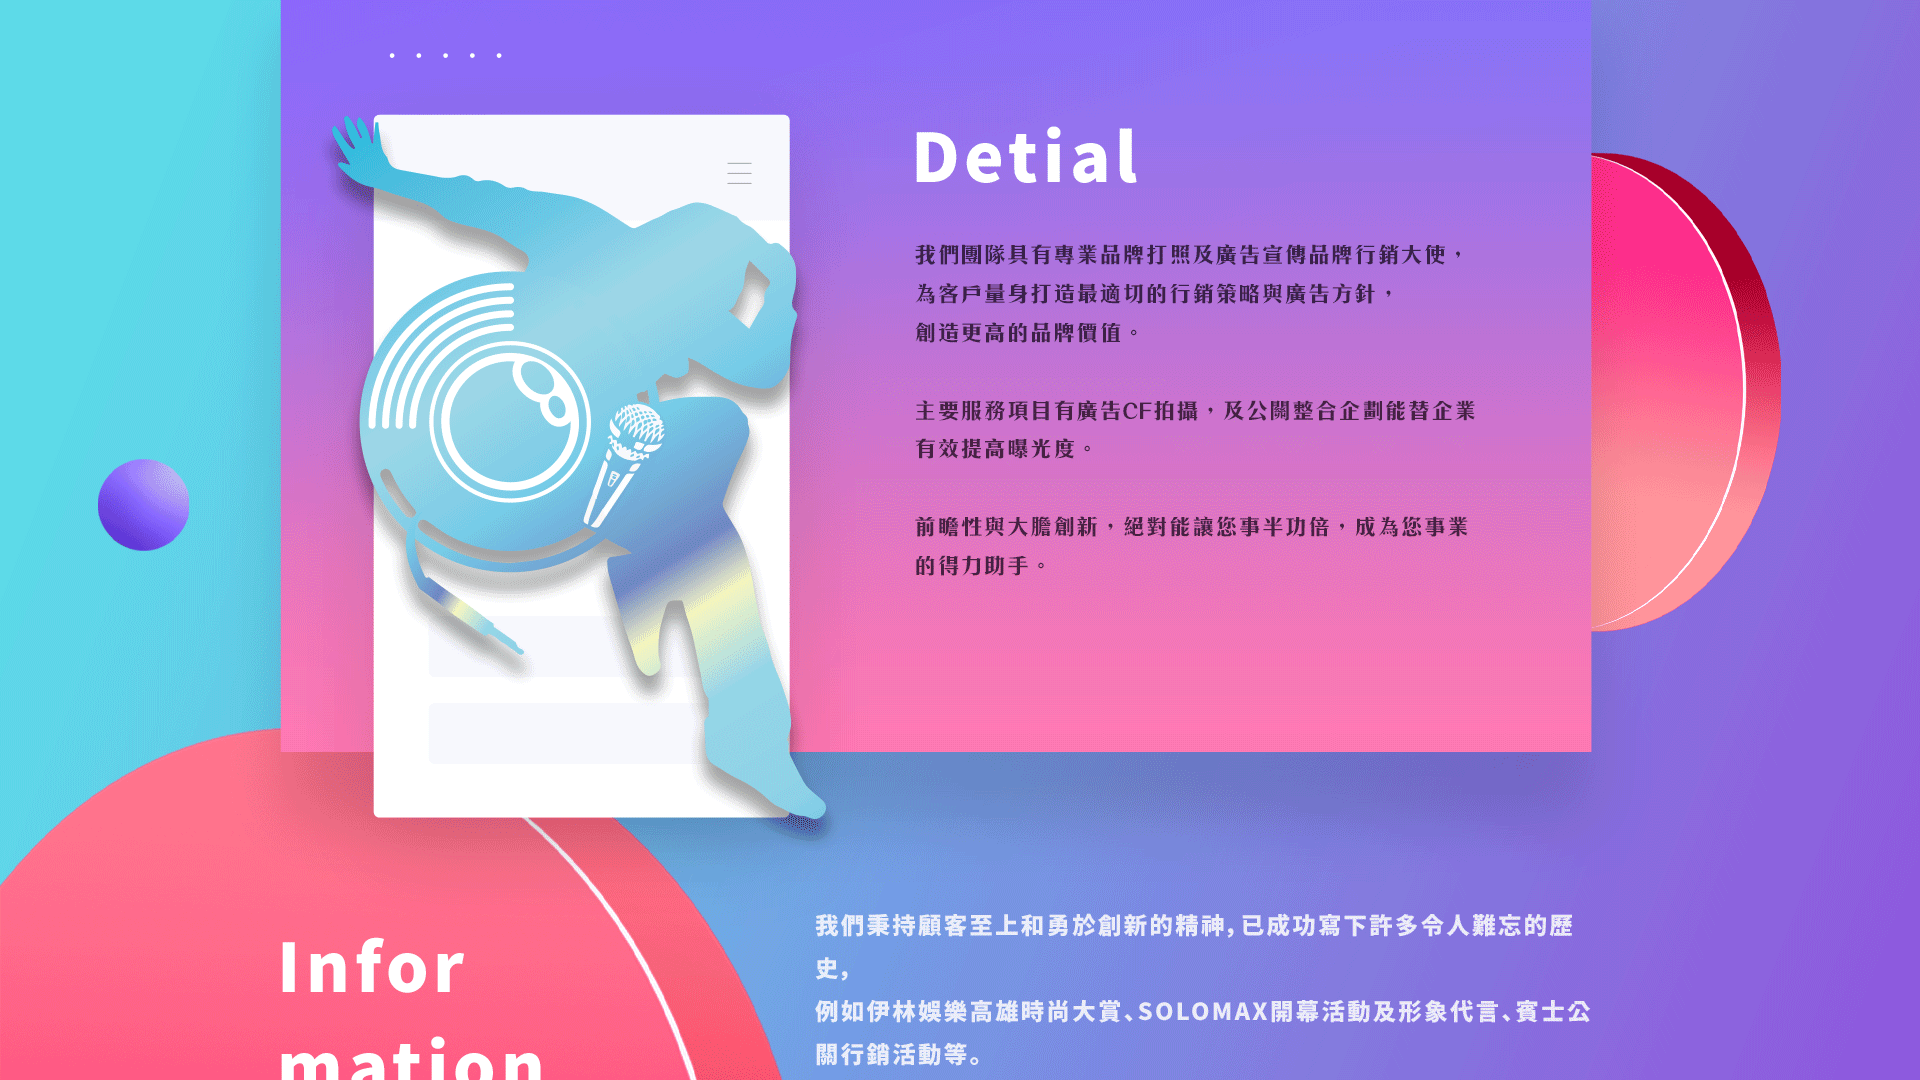 Detial
我們團隊具有專業品牌打照及廣告宣傳品牌行銷大使，
為客戶量身打造最適切的行銷策略與廣告方針，
創造更高的品牌價值。
主要服務項目有廣告CF拍攝，及公關整合企劃能替企業
有效提高曝光度。
前瞻性與大膽創新，絕對能讓您事半功倍，成為您事業
的得力助手。
Infor
mation
我們秉持顧客至上和勇於創新的精神，已成功寫下許多令人難忘的歷
史，
例如伊林娛樂高雄時尚大賞、SOLOMAX開幕活動及形象代言、賓士公
關行銷活動等。